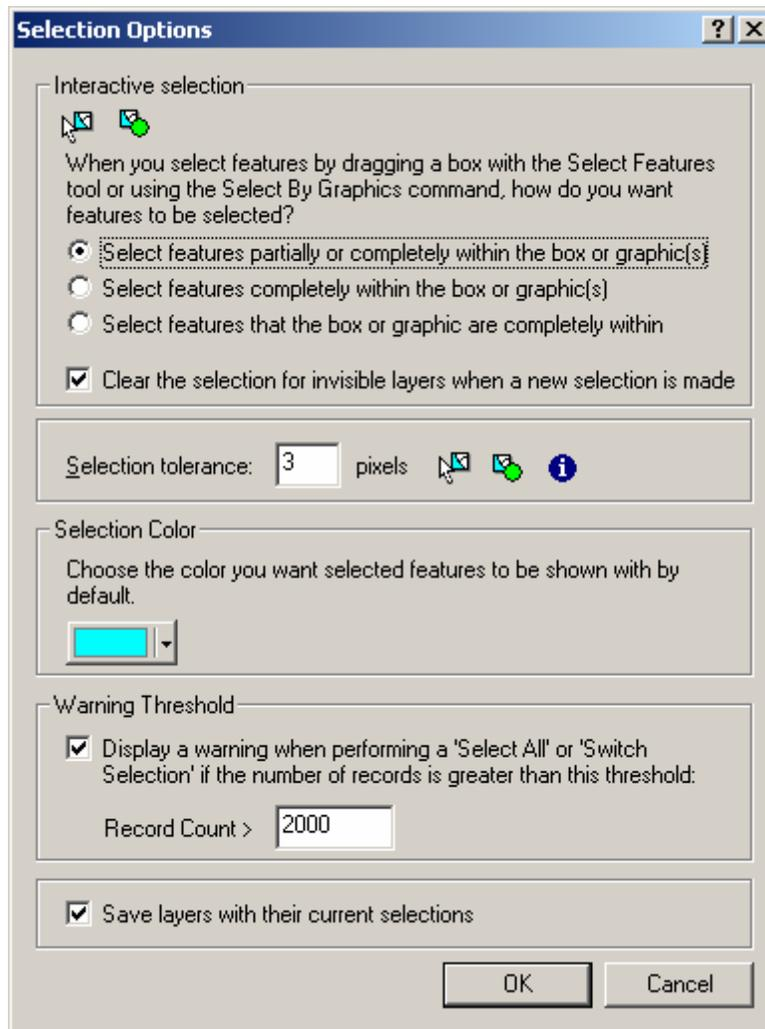 Selection Options
Interactive selection
When you select features by dragging a box with the Select Features
tool or using the Select By Graphics command, how do you want
features to be selected?
Select features partially or completely within the box or graphic(s)
Select features completely within the box or graphic(s)
Select features that the box or graphic are completely within
Clear the selection for invisible layers when a new selection is made
Selection tolerance: 3 pixels
Selection Color
Choose the color you want selected features to be shown with by
default.
Warning Threshold
Display a warning when performing a 'Select All' or 'Switch
Selection' if the number of records is greater than this threshold:
Record Count > 2000
Save layers with their current selections
OK Cancel